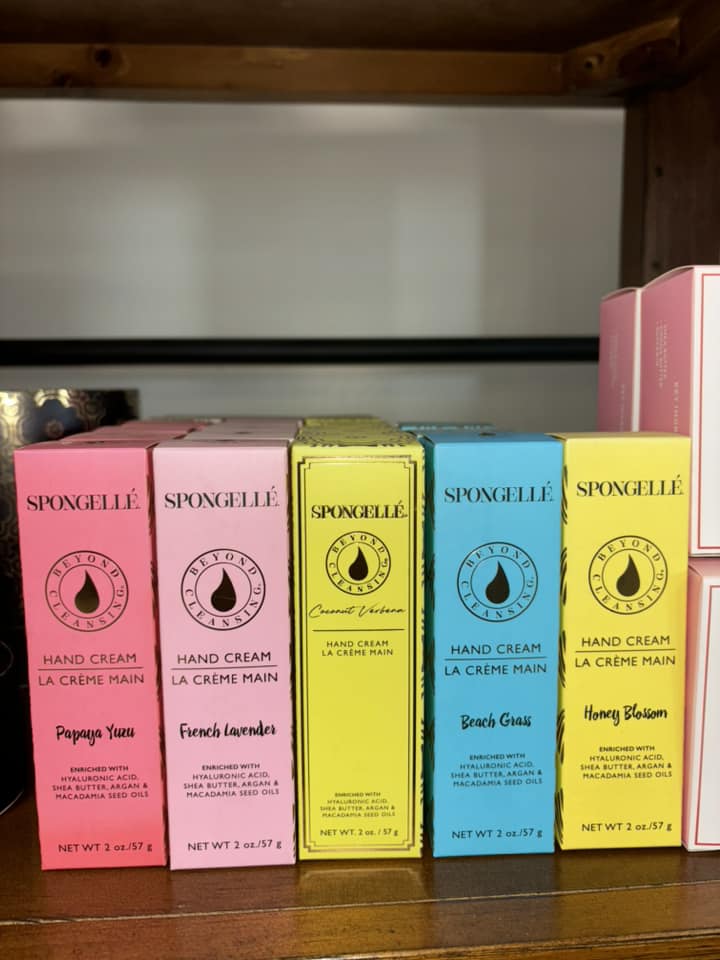 SPONGELLÉ
BEYOND CLEANSING.
HAND CREAM
LA CRÈME MAIN
Papaya Yuzu
ENRICHED WITH
HYALURONIC ACID,
SHEA BUTTER, ARGAN &
MACADAMIA SEED OILS
NET WT 2 oz./57 g
SPONGELLÉ
BEYOND CLEANSING.
HAND CREAM
LA CRÈME MAIN
French Lavender
ENRICHED WITH
HYALURONIC ACID,
SHEA BUTTER, ARGAN &
MACADAMIA SEED OILS
NET WT 2 oz./57 g
SPONGELLÉ
BEYOND CLEANSING.
Coconut Verbena
HAND CREAM
LA CRÈME MAIN
ENRICHED WITH
HYALURONIC ACID,
SHEA BUTTER, ARGAN &
MACADAMIA SEED OILS
NET WT. 2 oz. / 57 g
SPONGELLÉ
BEYOND CLEANSING.
HAND CREAM
LA CRÈME MAIN
Beach Grass
ENRICHED WITH
HYALURONIC ACID,
SHEA BUTTER, ARGAN &
MACADAMIA SEED OILS
NET WT 2 oz./57 g
SPONGELLÉ
BEYOND CLEANSING.
HAND CREAM
LA CRÈME MAIN
Honey Blossom
ENRICHED WITH
HYALURONIC ACID,
SHEA BUTTER, ARGAN &
MACADAMIA SEED OILS
NET WT 2 oz./57 g